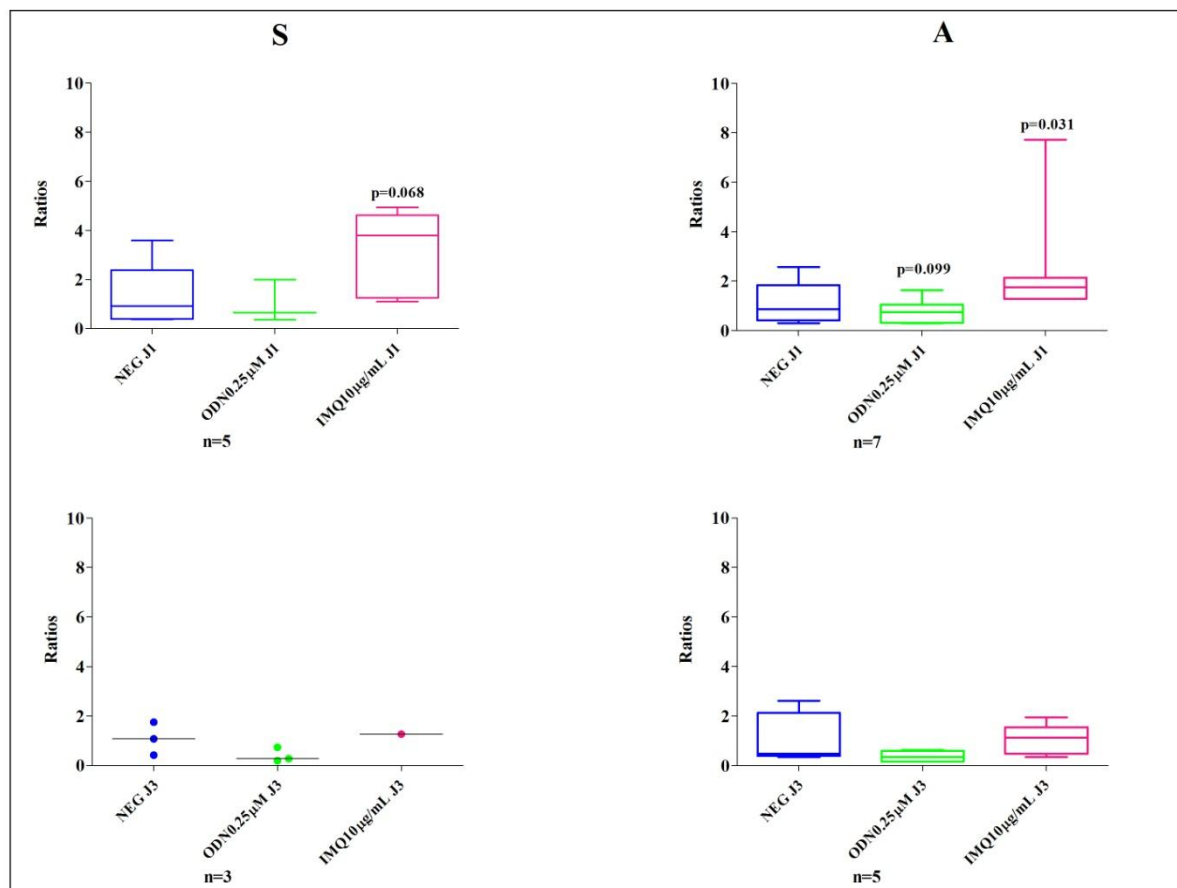 S
A
10
8
6
4
2
0
Ratios
p=0.068
NEG J1
ODN0.25µM J1
IMQ10µg/mL J1
n=5
10
8
6
4
2
0
Ratios
p=0.099
p=0.031
NEG J1
ODN0.25µM J1
IMQ10µg/mL J1
n=7
10
8
6
4
2
0
Ratios
NEG J3
ODN0.25µM J3
IMQ10µg/mL J3
n=3
10
8
6
4
2
0
Ratios
NEG J3
ODN0.25µM J3
IMQ10µg/mL J3
n=5